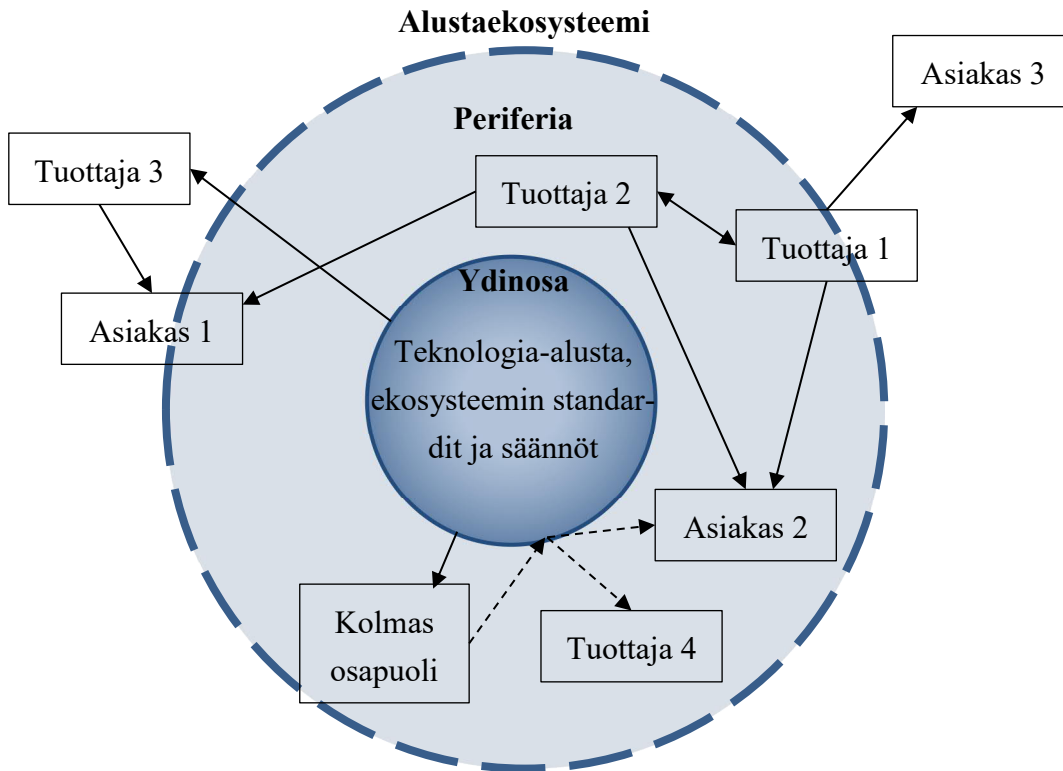 Alustaekosysteemi
Asiakas 3
Periferia
Tuottaja 3
Tuottaja 2
Tuottaja 1
Ydinosa
Asiakas 1
Teknologia-alusta,
ekosysteemin standar-
dit ja säännöt
Asiakas 2
Kolmas
osapuoli
Tuottaja 4